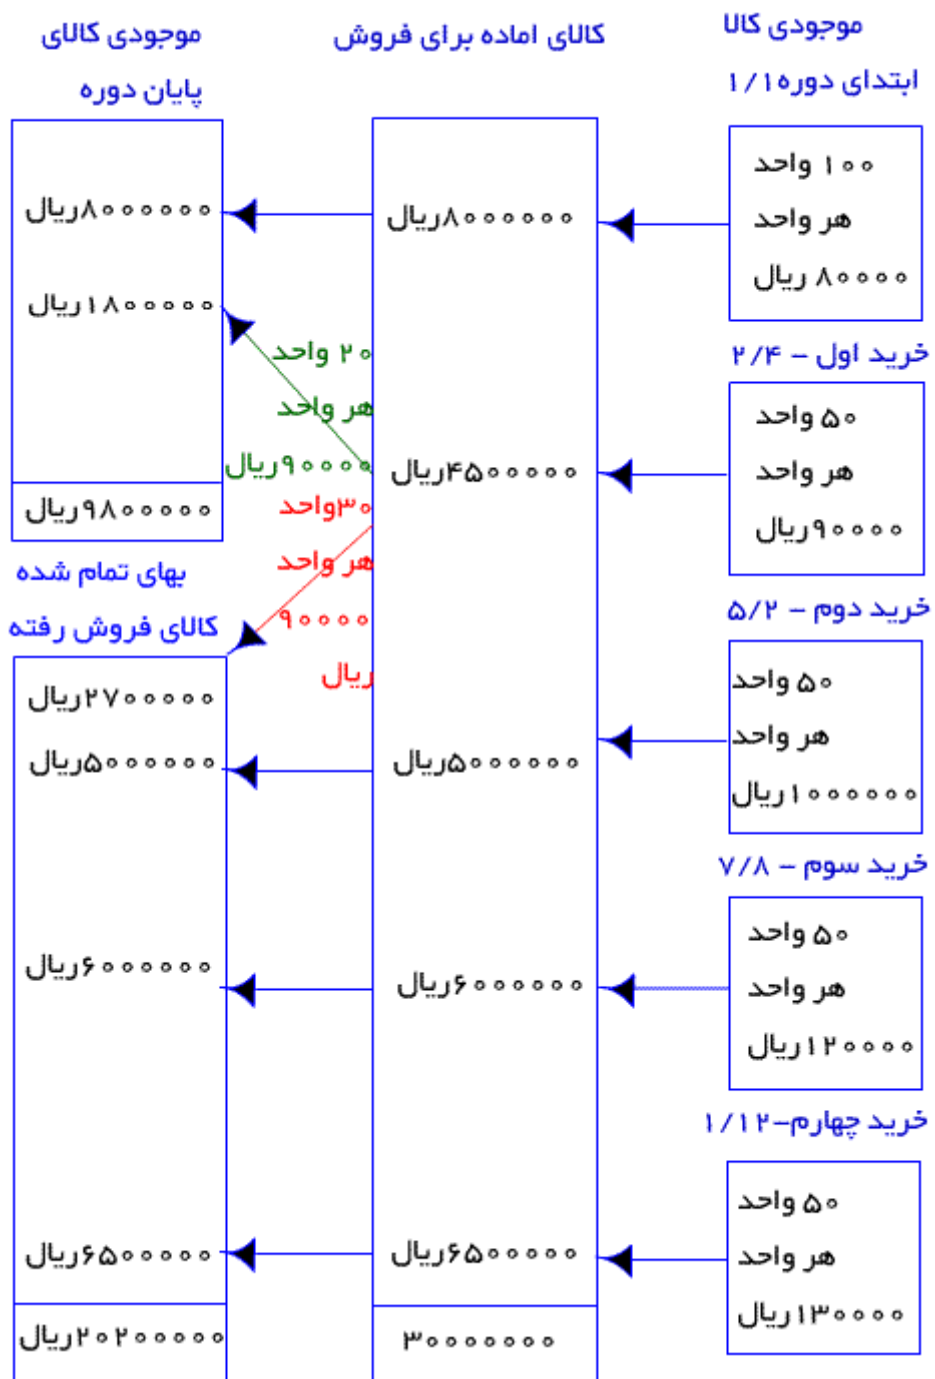 موجودی کالا
ابتدای دوره۱/۱
۱۰۰ واحد
هر واحد
۸۰۰۰۰ ریال
خرید اول – ۲/۴
۵۰ واحد
هر واحد
۹۰۰۰۰ریال
خرید دوم – ۵/۲
۵۰ واحد
هر واحد
۱۰۰۰۰۰۰ریال
خرید سوم – ۷/۸
۵۰ واحد
هر واحد
۱۲۰۰۰۰ریال
خرید چهارم–۱/۱۲
۵۰ واحد
هر واحد
۱۳۰۰۰۰ریال
کالای اماده برای فروش
۸۰۰۰۰۰۰ریال
۴۵۰۰۰۰۰ریال
۵۰۰۰۰۰۰ریال
۶۰۰۰۰۰۰ریال
۶۵۰۰۰۰۰ریال
۳۰۰۰۰۰۰۰
۲۰ واحد
هر واحد
۹۰۰۰۰ریال
۳۰واحد
هر واحد
۹۰۰۰۰
ریال
موجودی کالای
پایان دوره
۸۰۰۰۰۰۰ریال
۱۸۰۰۰۰۰ریال
۹۸۰۰۰۰۰ریال
بهای تمام شده
کالای فروش رفته
۲۷۰۰۰۰۰ریال
۵۰۰۰۰۰۰ریال
۶۰۰۰۰۰۰ریال
۶۵۰۰۰۰۰ریال
۲۰۲۰۰۰۰۰ریال